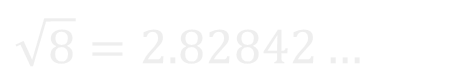 √8 = 2.82842 ...